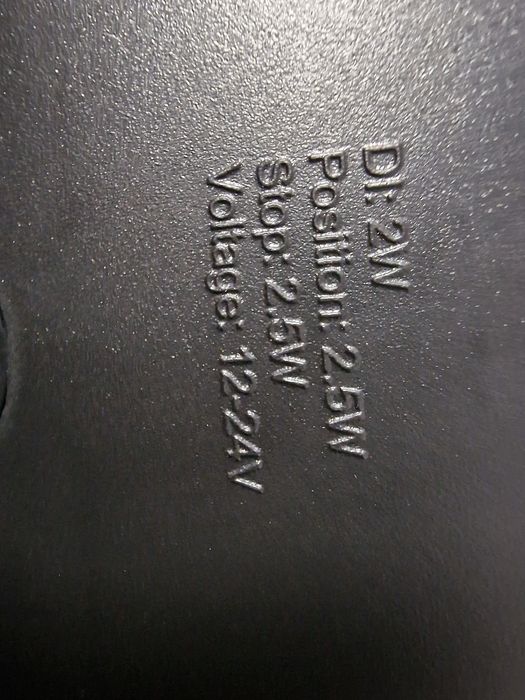 DI: 2W
Position: 2.5W
Stop: 2.5W
Voltage: 12-24V